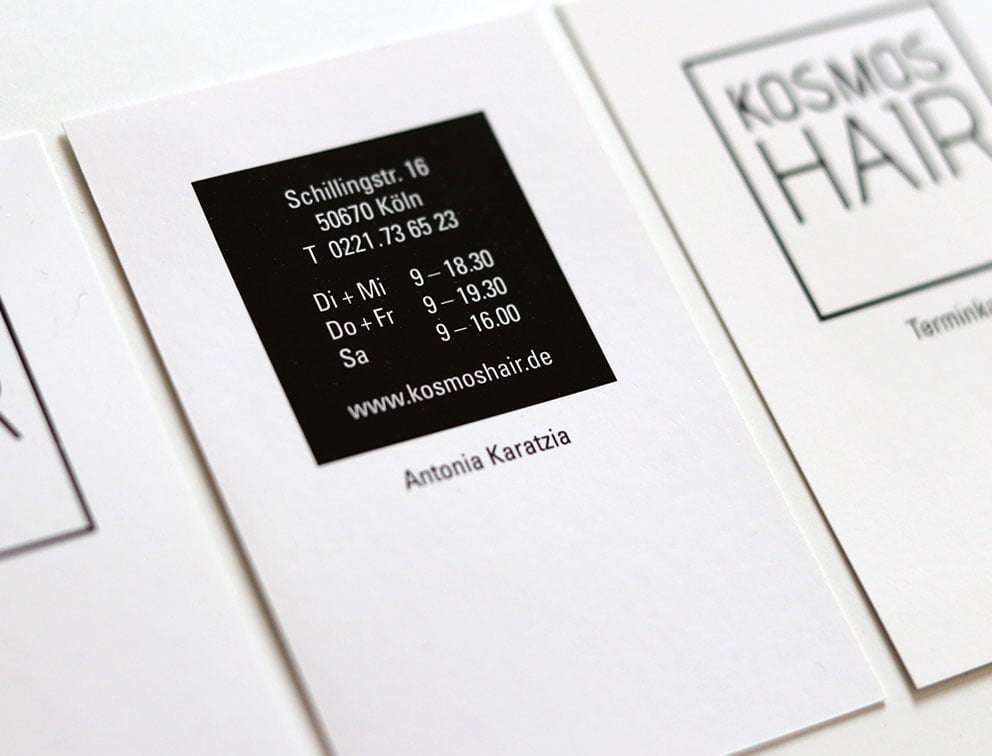 Schillingstr. 16
50670 Köln
T 0221.73 65 23
Di + Mi 9 – 18.30
Do + Fr 9 – 19.30
Sa 9 – 16.00
www.kosmoshair.de
Antonia Karatzia
KOSMOS
HAIR